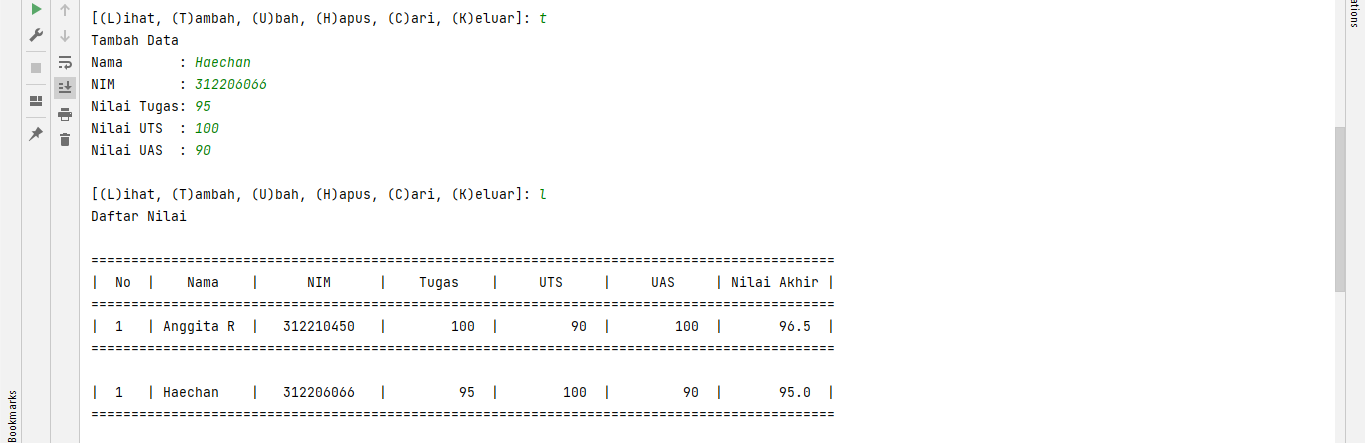 [(L)ihat, (T)ambah, (U)bah, (H)apus, (C)ari, (K)eluar]: t
Tambah Data
Nama       : Haechan
NIM        : 312206066
Nilai Tugas: 95
Nilai UTS  : 100
Nilai UAS  : 90
[(L)ihat, (T)ambah, (U)bah, (H)apus, (C)ari, (K)eluar]: l
Daftar Nilai
=============================================================================================
|  No  |    Nama    |      NIM      |    Tugas    |     UTS     |     UAS     | Nilai Akhir |
=============================================================================================
|  1   | Anggita R  |   312210450   |        100  |         90  |        100  |       96.5  |
=============================================================================================
|  1   | Haechan    |   312206066   |         95  |        100  |         90  |       95.0  |
=============================================================================================
Bookmarks
ations